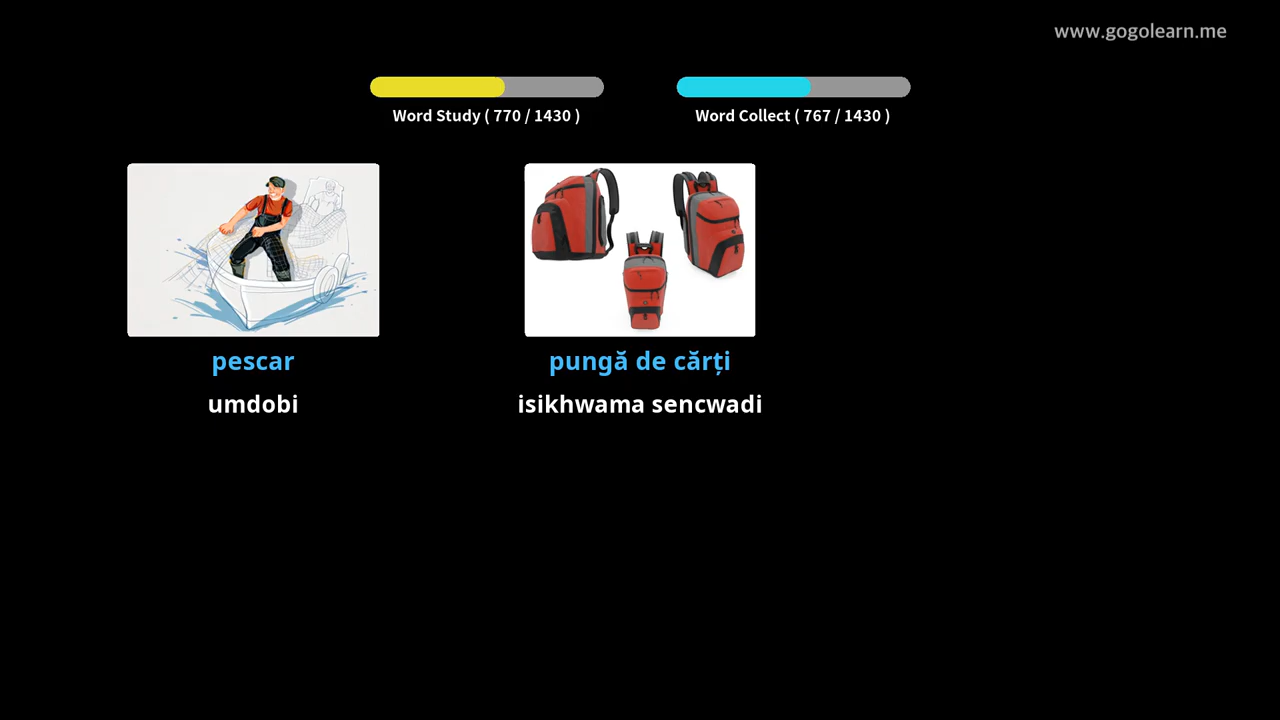 www.gogolearn.me
Word Study ( 770 / 1430 )
Word Collect ( 767 / 1430 )
pescar
umdobi
pungă de cărți
isikhwama sencwadi